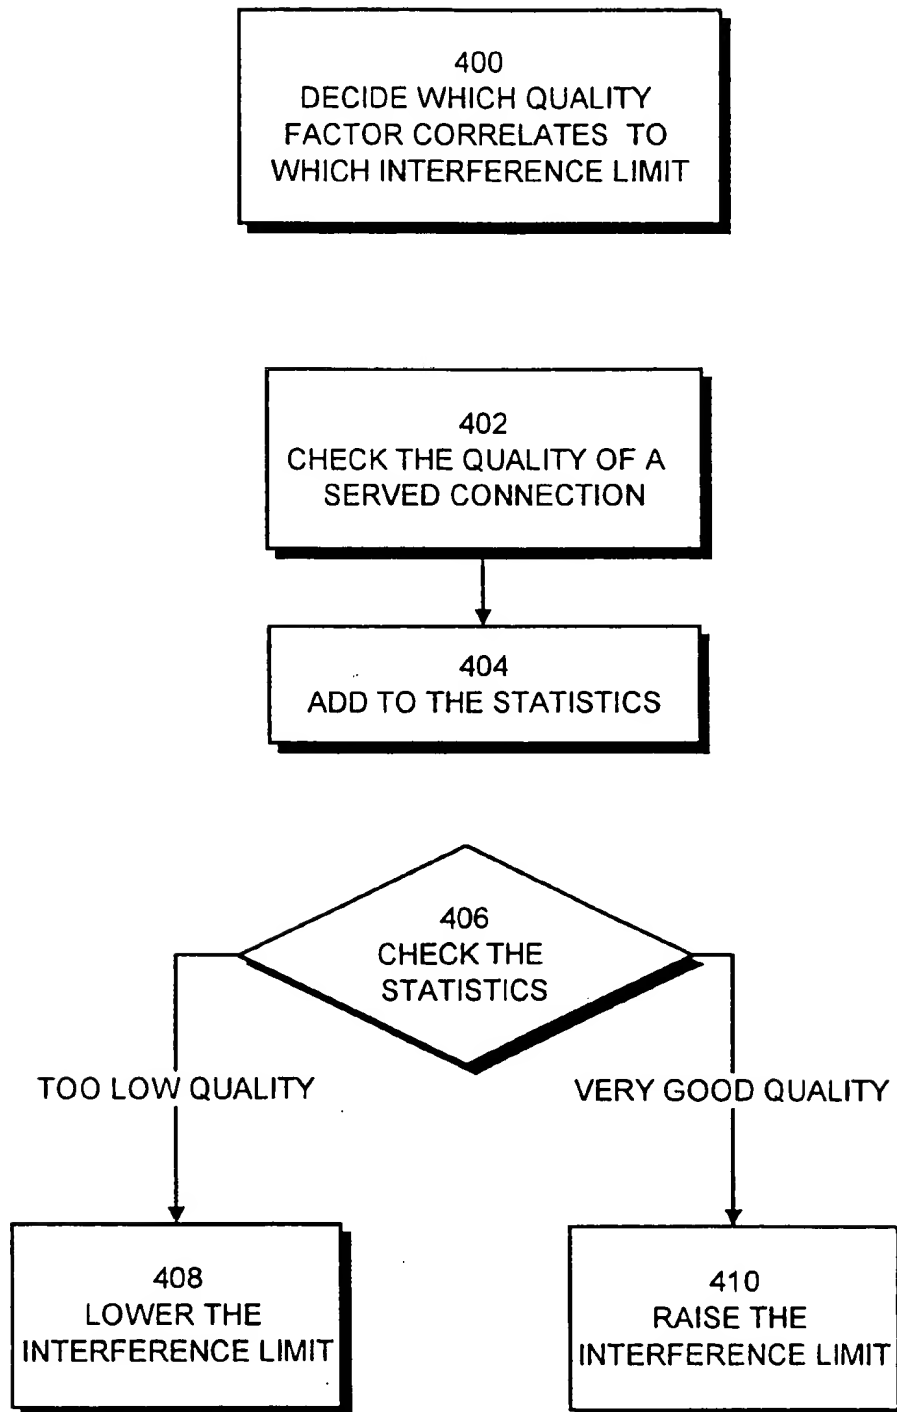 400
DECIDE WHICH QUALITY
FACTOR CORRELATES TO
WHICH INTERFERENCE LIMIT
402
CHECK THE QUALITY OF A
SERVED CONNECTION
404
ADD TO THE STATISTICS
406
CHECK THE
STATISTICS
TOO LOW QUALITY
VERY GOOD QUALITY
408
LOWER THE
INTERFERENCE LIMIT
410
RAISE THE
INTERFERENCE LIMIT